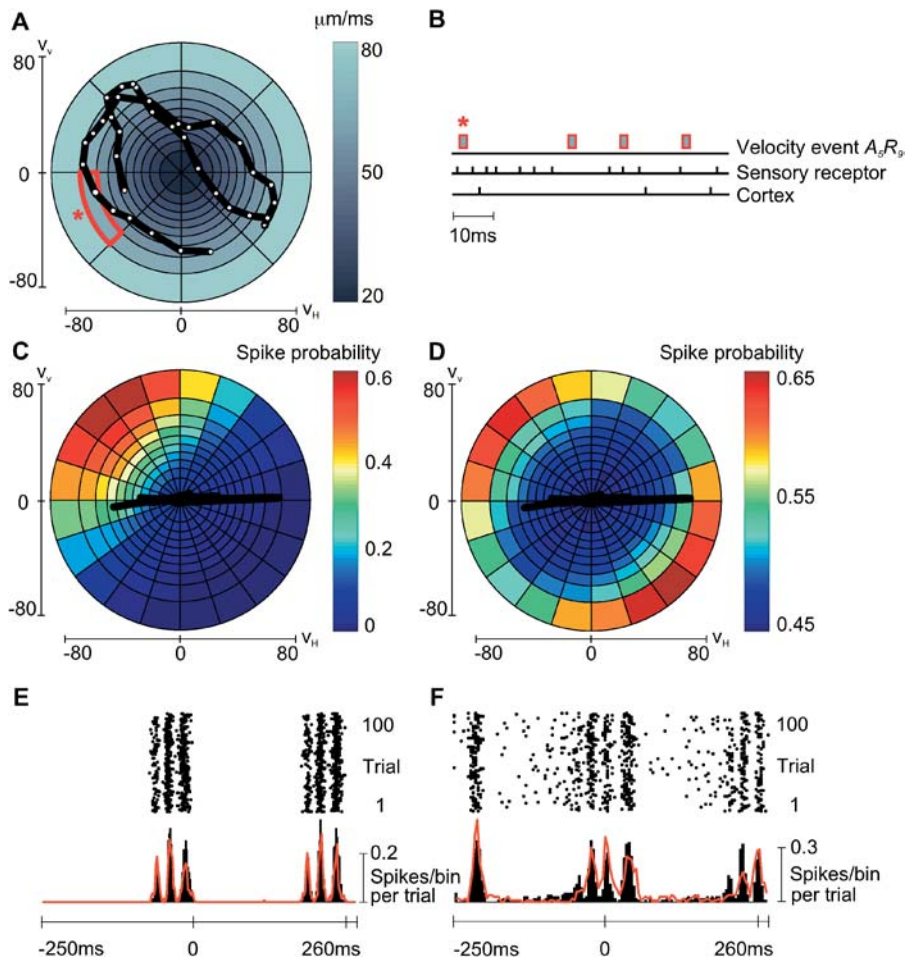 A
μm/ms
B
Vv
80
80
*
Velocity event A5R9
0
50
Sensory receptor
*
Cortex
10ms
-80
20
-80
0
80
VH
C
Spike probability
D
Spike probability
Vv
80
0.6
80
0.65
0.4
0
0
0.55
0.2
-80
0
-80
0.45
-80
0
80
VH
-80
0
80
VH
E
F
100
100
Trial
Trial
1
1
0.2
0.3
Spikes/bin
Spikes/bin
per trial
per trial
-250ms
0
260ms
-250ms
0
260ms